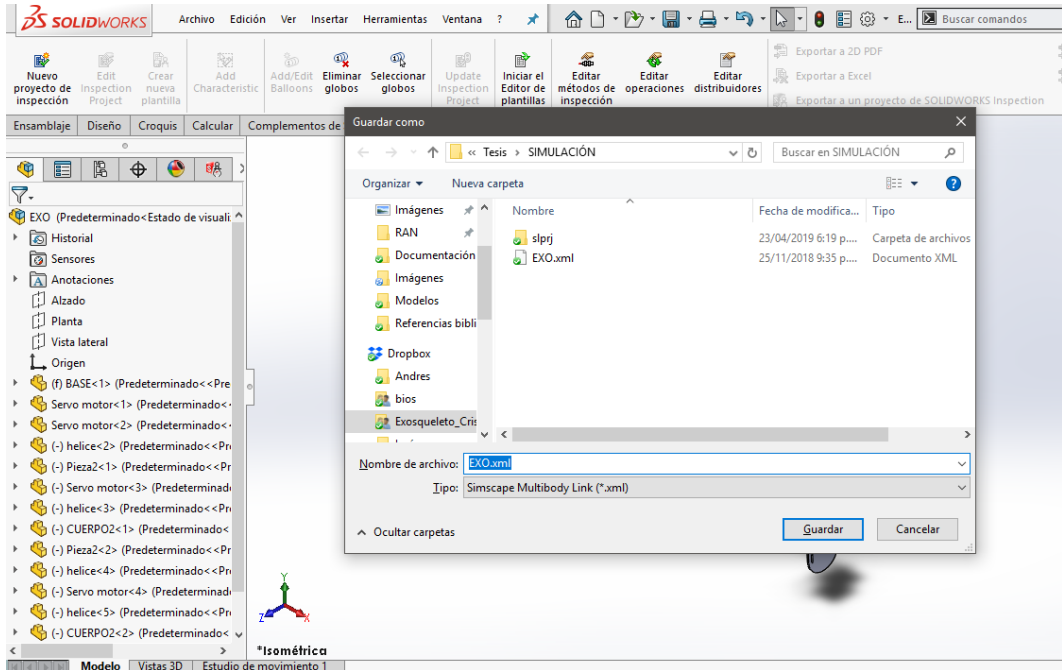 SOLIDWORKS
Archivo Edición Ver Insertar Herramientas Ventana ?
E...
Buscar comandos
Nuevo proyecto de inspección
Edit Inspection Project
Crear nueva plantilla
Add Characteristic
Add/Edit Balloons
Eliminar globos
Seleccionar globos
Update Inspection Project
Iniciar el Editor de plantillas
Editar métodos de inspección
Editar operaciones
Editar distribuidores
Exportar a 2D PDF
Exportar a Excel
Exportar a un proyecto de SOLIDWORKS Inspection
Ensamblaje Diseño Croquis Calcular Complementos de
EXO (Predeterminado<Estado de visuali
Historial
Sensores
Anotaciones
Alzado
Planta
Vista lateral
Origen
(f) BASE<1> (Predeterminado<<Pre
Servo motor<1> (Predeterminado<
Servo motor<2> (Predeterminado<
(-) helice<2> (Predeterminado<<Pr
(-) Pieza2<1> (Predeterminado<<Pr
(-) Servo motor<3> (Predeterminad
(-) helice<3> (Predeterminado<<Pr
(-) CUERPO2<1> (Predeterminado<
(-) Pieza2<2> (Predeterminado<<Pr
(-) helice<4> (Predeterminado<<Pr
(-) Servo motor<4> (Predeterminad
(-) helice<5> (Predeterminado<<Pr
(-) CUERPO2<2> (Predeterminado<
Guardar como
« Tesis > SIMULACIÓN
Buscar en SIMULACIÓN
Organizar Nueva carpeta
Imágenes
RAN
Documentación
Imágenes
Modelos
Referencias bibli
Dropbox
Andres
bios
Exosqueleto_Cris
Nombre Fecha de modifica... Tipo
slprj 23/04/2019 6:19 p.... Carpeta de archivos
EXO.xml 25/11/2018 9:35 p.... Documento XML
Nombre de archivo: EXO.xml
Tipo: Simscape Multibody Link (*.xml)
Ocultar carpetas
Guardar Cancelar
Y
Z
X
*Isométrica
Modelo Vistas 3D Estudio de movimiento 1